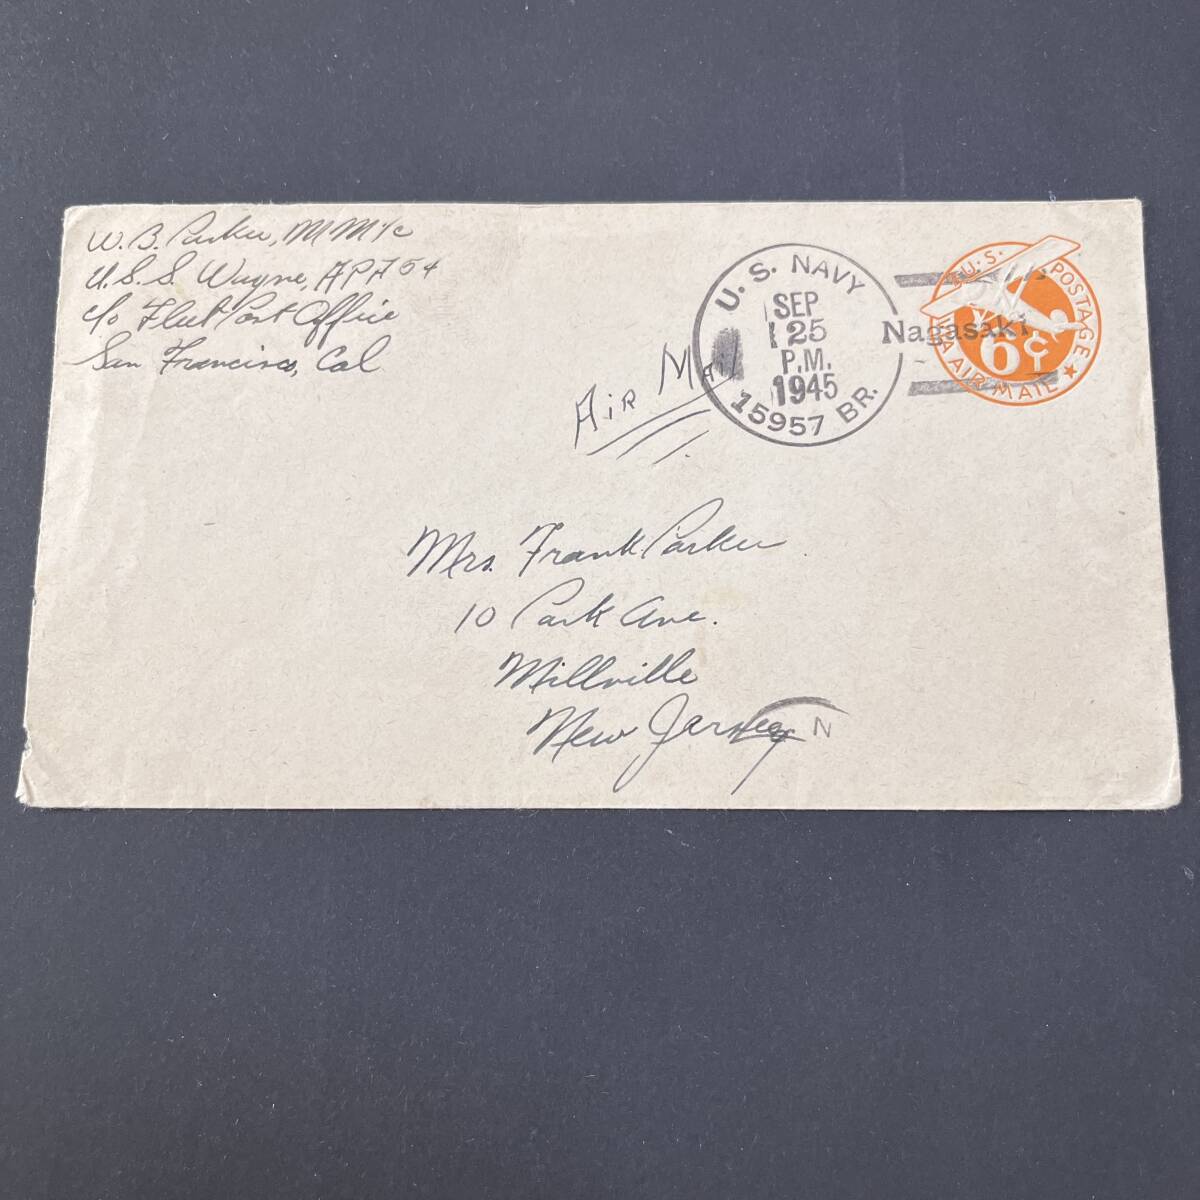 W. B. Parker, MM1/c
U.S.S Wayne, APA 54
c/o Fleet Post Office
San Francisco, Cal
Air Mail
U. S. NAVY
SEP
25
P.M.
1945
15957 BR.
Nagasaki
U.S. POSTAGE
6¢
VIA AIR MAIL
Mrs. Frank Parker
10 Park Ave.
Millville
New Jersey
N